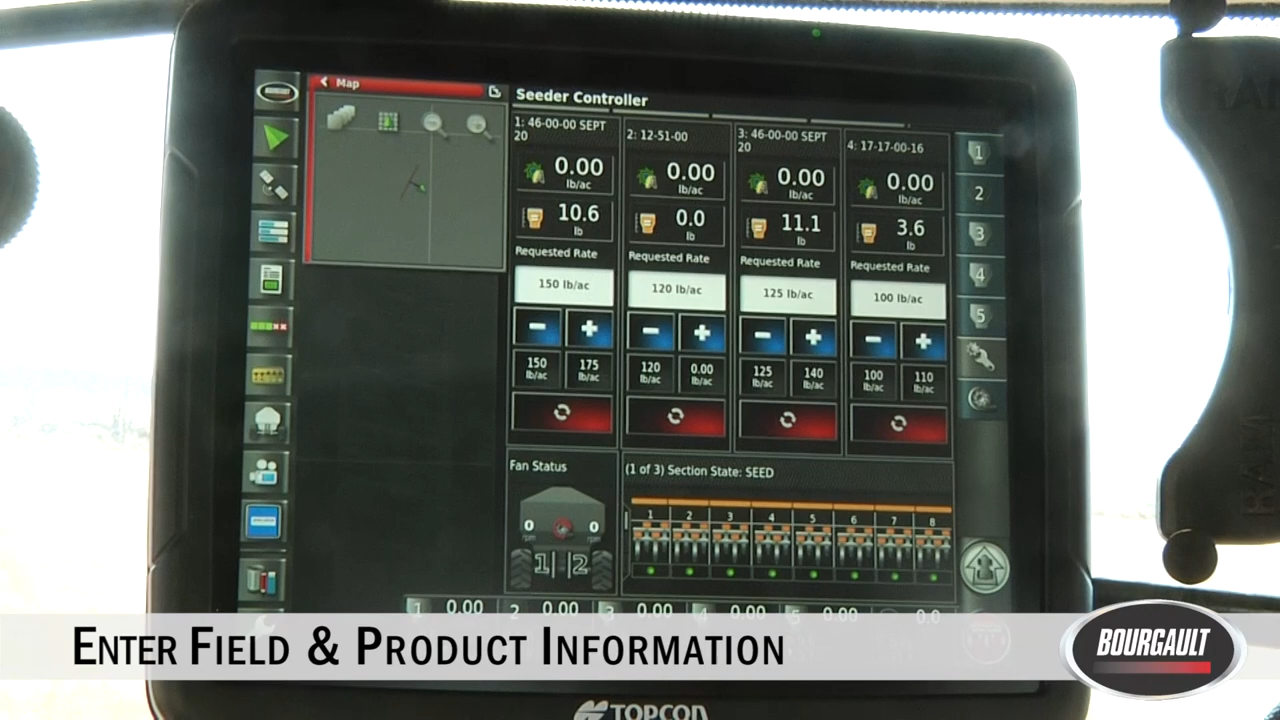 BOURGAULT
Map
Seeder Controller
1: 46-00-00 SEPT 20
2: 12-51-00
3: 46-00-00 SEPT 20
4: 17-17-00-16
0.00 lb/ac
0.00 lb/ac
0.00 lb/ac
0.00 lb/ac
10.6 lb
0.0 lb
11.1 lb
3.6 lb
Requested Rate
Requested Rate
Requested Rate
Requested Rate
150 lb/ac
120 lb/ac
125 lb/ac
100 lb/ac
150 lb/ac
175 lb/ac
120 lb/ac
0.00 lb/ac
125 lb/ac
140 lb/ac
100 lb/ac
110 lb/ac
1
2
3
4
5
Fan Status
0 rpm
0 rpm
1 2
(1 of 3) Section State: SEED
1 2 3 4 5 6 7 8
1 0.00 2 0.00 3 0.00 4 0.00 5 0.00 0.0
ENTER FIELD & PRODUCT INFORMATION
BOURGAULT
TOPCON